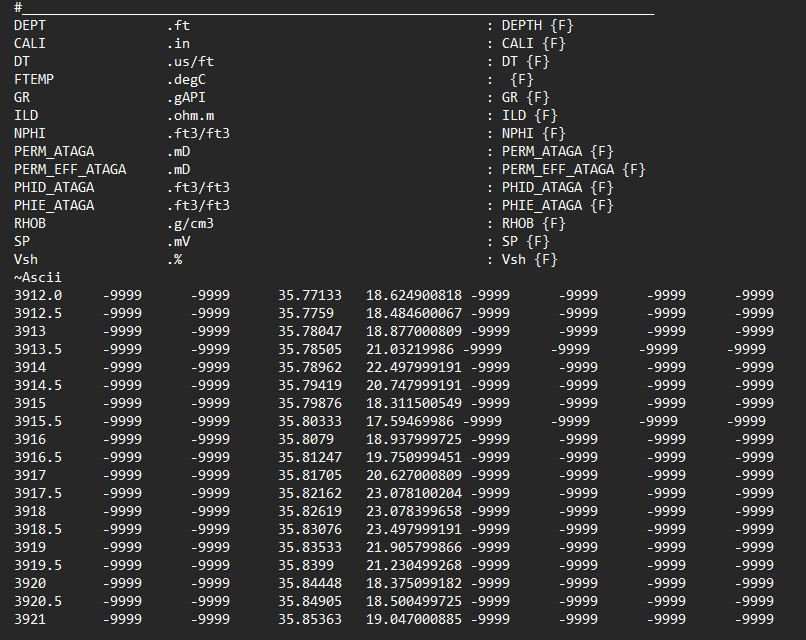 #_______________________________________________________________________________
DEPT               .ft                                     : DEPTH {F}
CALI               .in                                     : CALI {F}
DT                 .us/ft                                  : DT {F}
FTEMP              .degC                                   :  {F}
GR                 .gAPI                                   : GR {F}
ILD                .ohm.m                                  : ILD {F}
NPHI               .ft3/ft3                                : NPHI {F}
PERM_ATAGA         .mD                                     : PERM_ATAGA {F}
PERM_EFF_ATAGA     .mD                                     : PERM_EFF_ATAGA {F}
PHID_ATAGA         .ft3/ft3                                : PHID_ATAGA {F}
PHIE_ATAGA         .ft3/ft3                                : PHIE_ATAGA {F}
RHOB               .g/cm3                                  : RHOB {F}
SP                 .mV                                     : SP {F}
Vsh                .%                                      : Vsh {F}
~Ascii
3912.0     -9999      -9999      35.77133   18.624900818 -9999      -9999      -9999      -9999
3912.5     -9999      -9999      35.7759    18.484600067 -9999      -9999      -9999      -9999
3913       -9999      -9999      35.78047   18.877000809 -9999      -9999      -9999      -9999
3913.5     -9999      -9999      35.78505   21.03219986 -9999      -9999      -9999      -9999
3914       -9999      -9999      35.78962   22.497999191 -9999      -9999      -9999      -9999
3914.5     -9999      -9999      35.79419   20.747999191 -9999      -9999      -9999      -9999
3915       -9999      -9999      35.79876   18.311500549 -9999      -9999      -9999      -9999
3915.5     -9999      -9999      35.80333   17.59469986 -9999      -9999      -9999      -9999
3916       -9999      -9999      35.8079    18.937999725 -9999      -9999      -9999      -9999
3916.5     -9999      -9999      35.81247   19.750999451 -9999      -9999      -9999      -9999
3917       -9999      -9999      35.81705   20.627000809 -9999      -9999      -9999      -9999
3917.5     -9999      -9999      35.82162   23.078100204 -9999      -9999      -9999      -9999
3918       -9999      -9999      35.82619   23.078399658 -9999      -9999      -9999      -9999
3918.5     -9999      -9999      35.83076   23.497999191 -9999      -9999      -9999      -9999
3919       -9999      -9999      35.83533   21.905799866 -9999      -9999      -9999      -9999
3919.5     -9999      -9999      35.8399    21.230499268 -9999      -9999      -9999      -9999
3920       -9999      -9999      35.84448   18.375099182 -9999      -9999      -9999      -9999
3920.5     -9999      -9999      35.84905   18.500499725 -9999      -9999      -9999      -9999
3921       -9999      -9999      35.85363   19.047000885 -9999      -9999      -9999      -9999